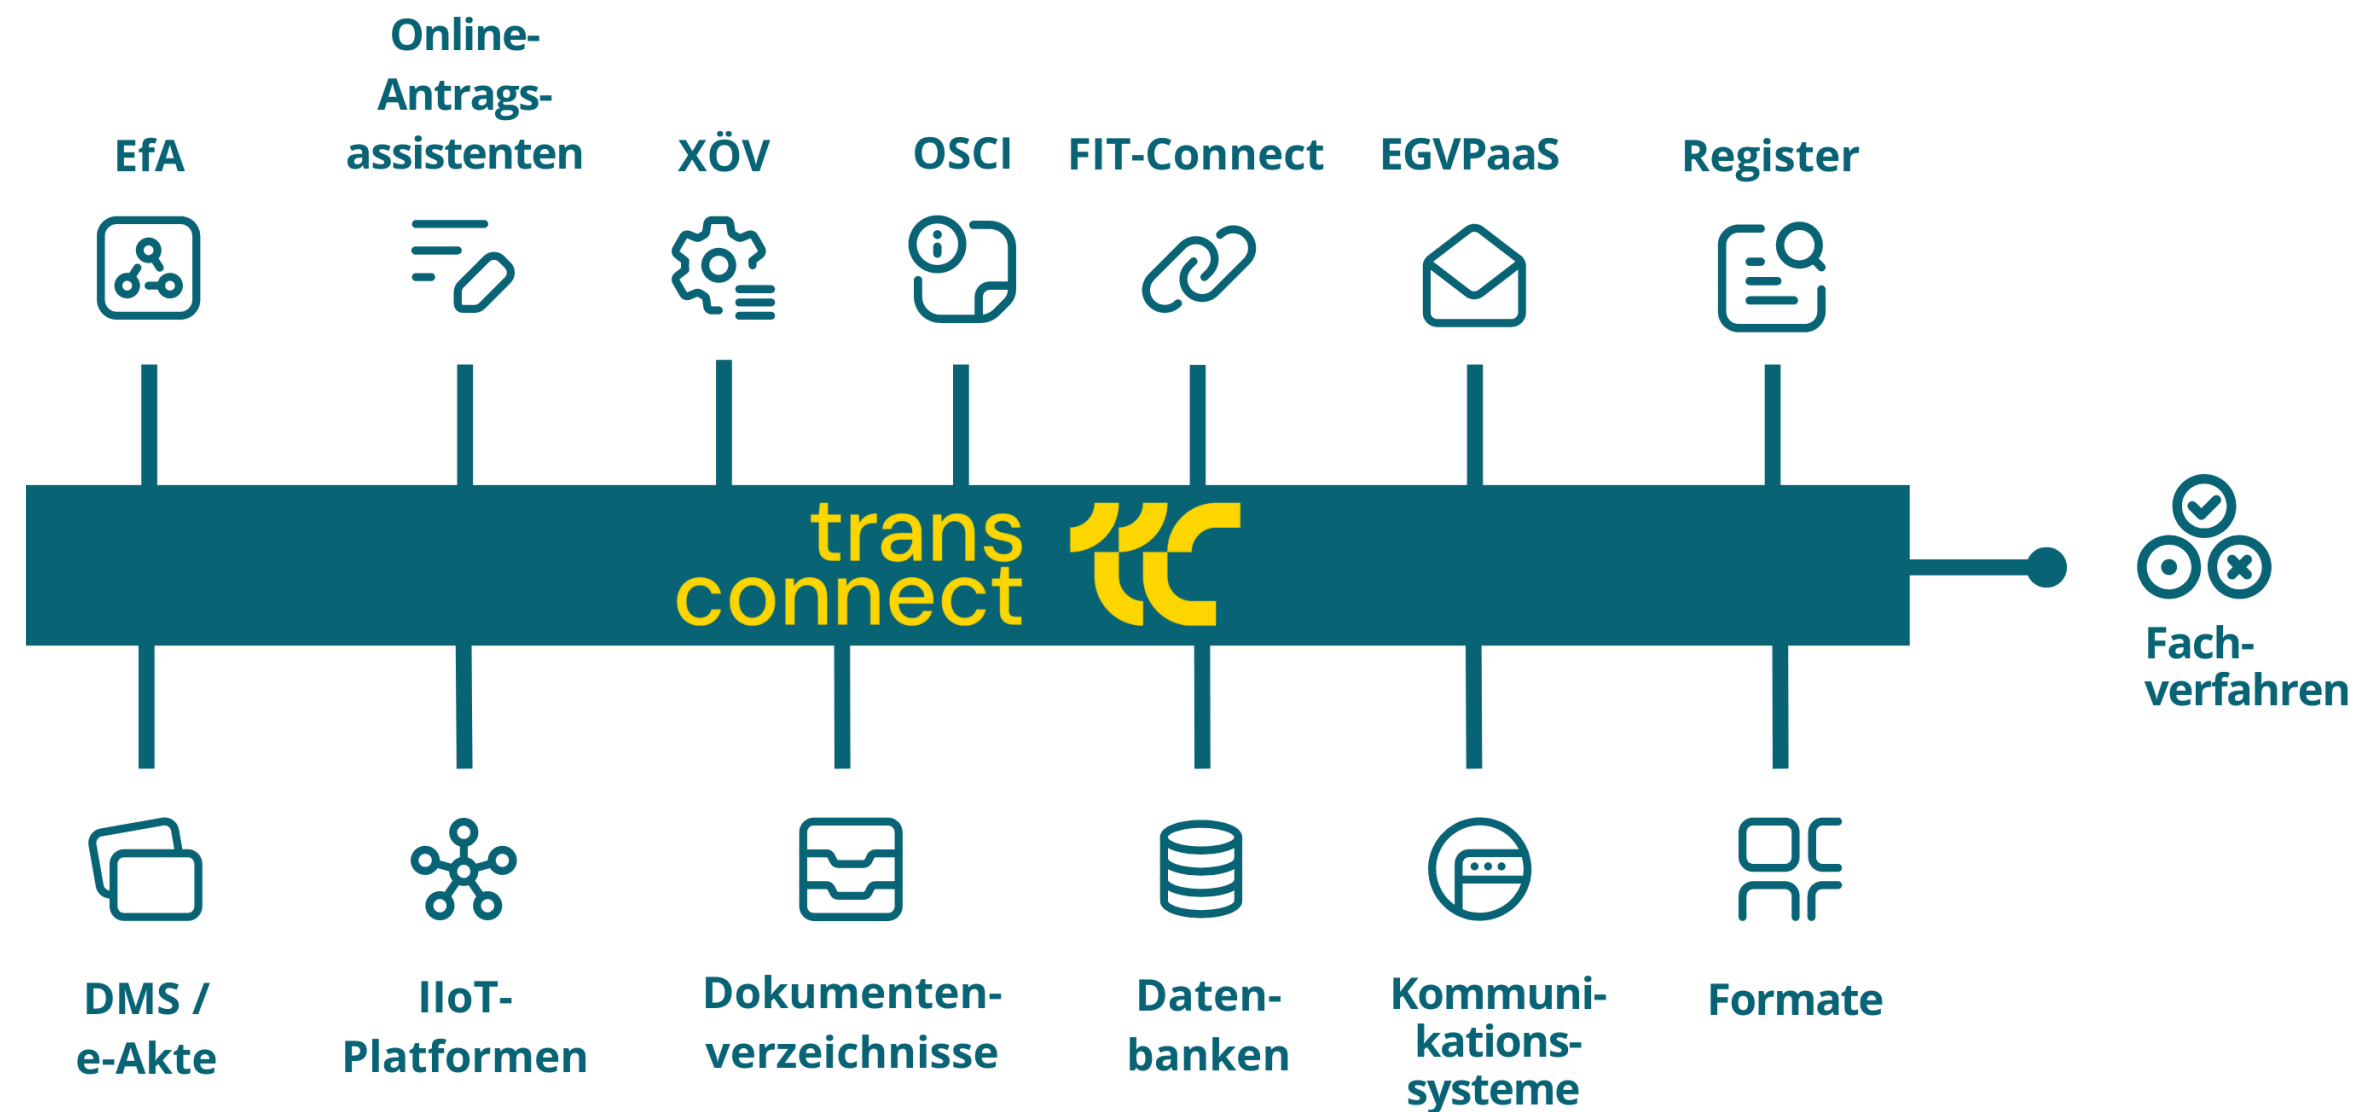 Online-
Antrags-
assistenten
EfA
XÖV
OSCI
FIT-Connect
EGVPaaS
Register
trans
connect
Fach-
verfahren
DMS /
e-Akte
IIoT-
Plattformen
Dokumenten-
verzeichnisse
Daten-
banken
Kommuni-
kations-
systeme
Formate